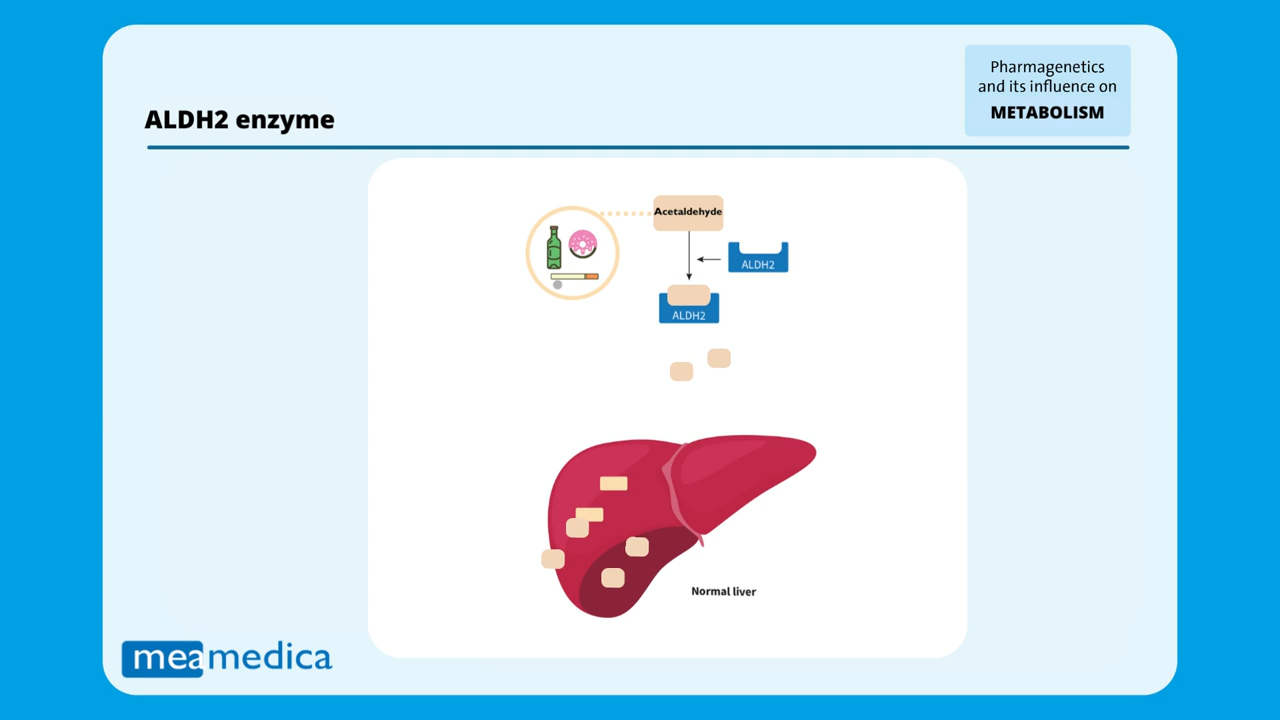 Pharmagenetics
and its influence on
METABOLISM
ALDH2 enzyme
Acetaldehyde
ALDH2
ALDH2
Normal liver
meamedica